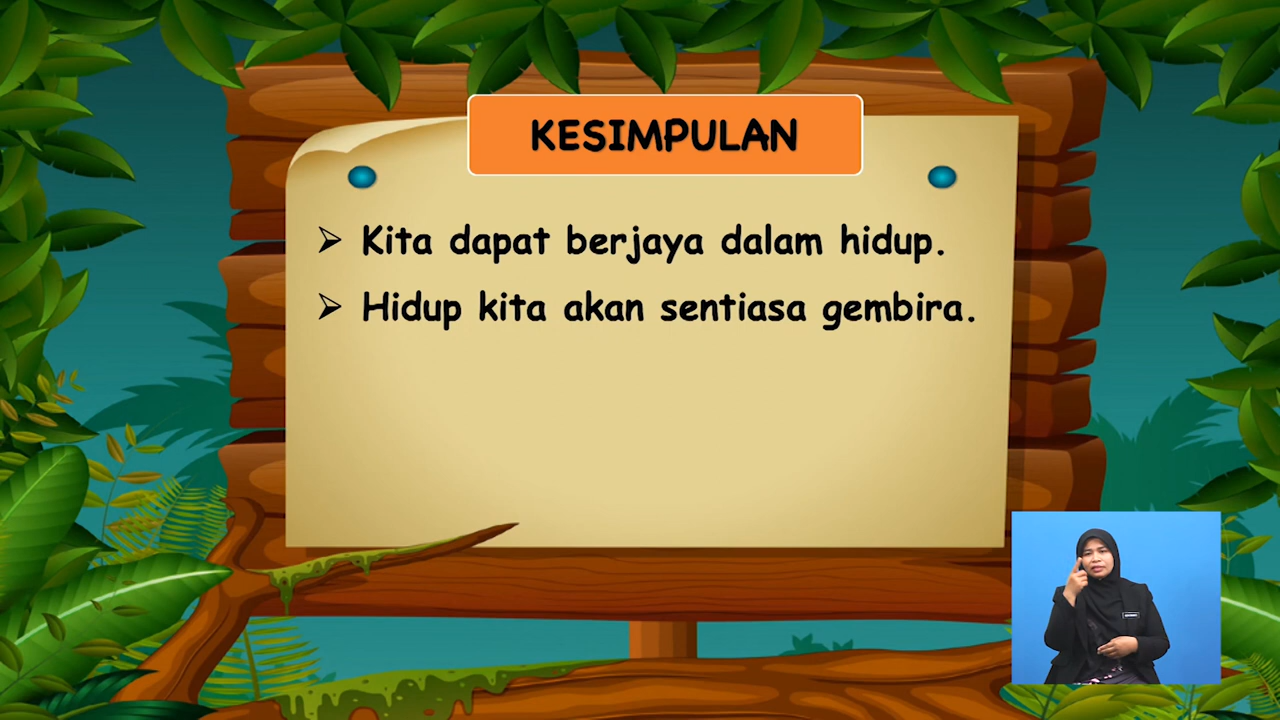 KESIMPULAN
➢ Kita dapat berjaya dalam hidup.
➢ Hidup kita akan sentiasa gembira.